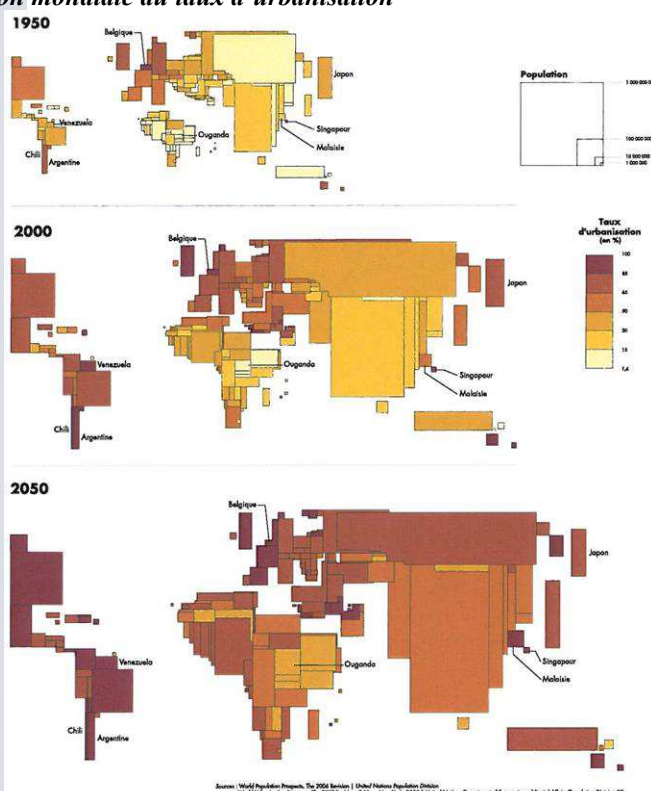 on mondiale du taux d'urbanisation
1950
Belgique
Japon
Venezuela
Ouganda
Singapour
Malaisie
Chili
Argentine
Population
1 000 000 000
100 000 000
10 000 000
1 000 000
2000
Belgique
Japon
Venezuela
Ouganda
Singapour
Malaisie
Chili
Argentine
Taux
d'urbanisation
(en %)
100
2050
Belgique
Japon
Venezuela
Ouganda
Singapour
Malaisie
Chili
Argentine
Sources : World Population Prospects, The 2006 Revision | United Nations Population Division